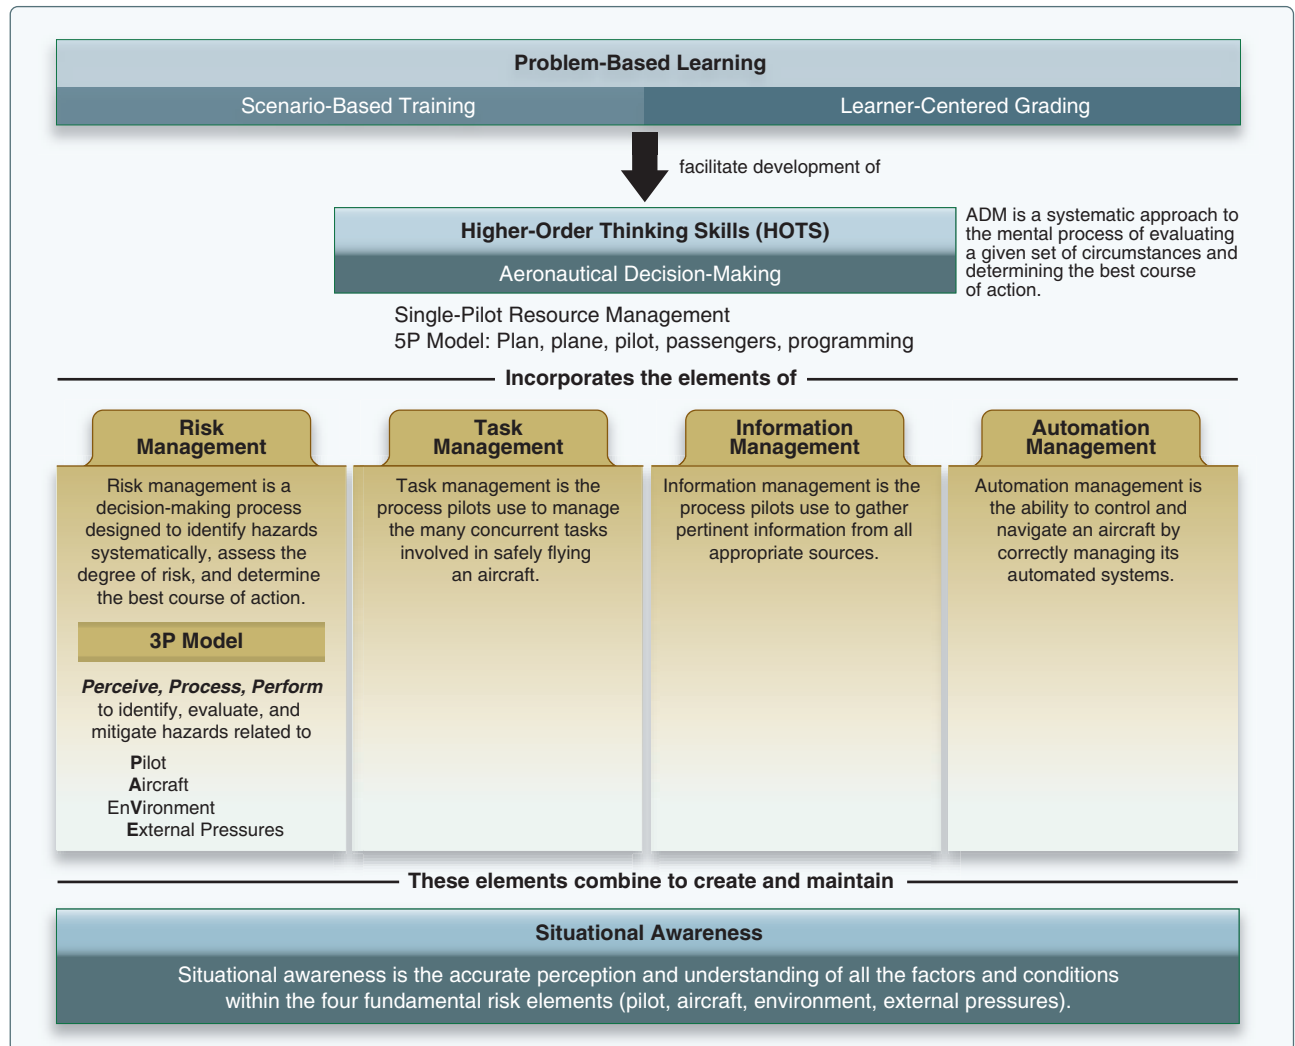 Problem-Based Learning
Scenario-Based Training
Learner-Centered Grading
facilitate development of
Higher-Order Thinking Skills (HOTS)
Aeronautical Decision-Making
ADM is a systematic approach to
the mental process of evaluating
a given set of circumstances and
determining the best course
of action.
Single-Pilot Resource Management
5P Model: Plan, plane, pilot, passengers, programming
Incorporates the elements of
Risk
Management
Risk management is a
decision-making process
designed to identify hazards
systematically, assess the
degree of risk, and determine
the best course of action.
3P Model
Perceive, Process, Perform
to identify, evaluate, and
mitigate hazards related to
Pilot
Aircraft
EnVironment
External Pressures
Task
Management
Task management is the
process pilots use to manage
the many concurrent tasks
involved in safely flying
an aircraft.
Information
Management
Information management is the
process pilots use to gather
pertinent information from all
appropriate sources.
Automation
Management
Automation management is
the ability to control and
navigate an aircraft by
correctly managing its
automated systems.
These elements combine to create and maintain
Situational Awareness
Situational awareness is the accurate perception and understanding of all the factors and conditions
within the four fundamental risk elements (pilot, aircraft, environment, external pressures).